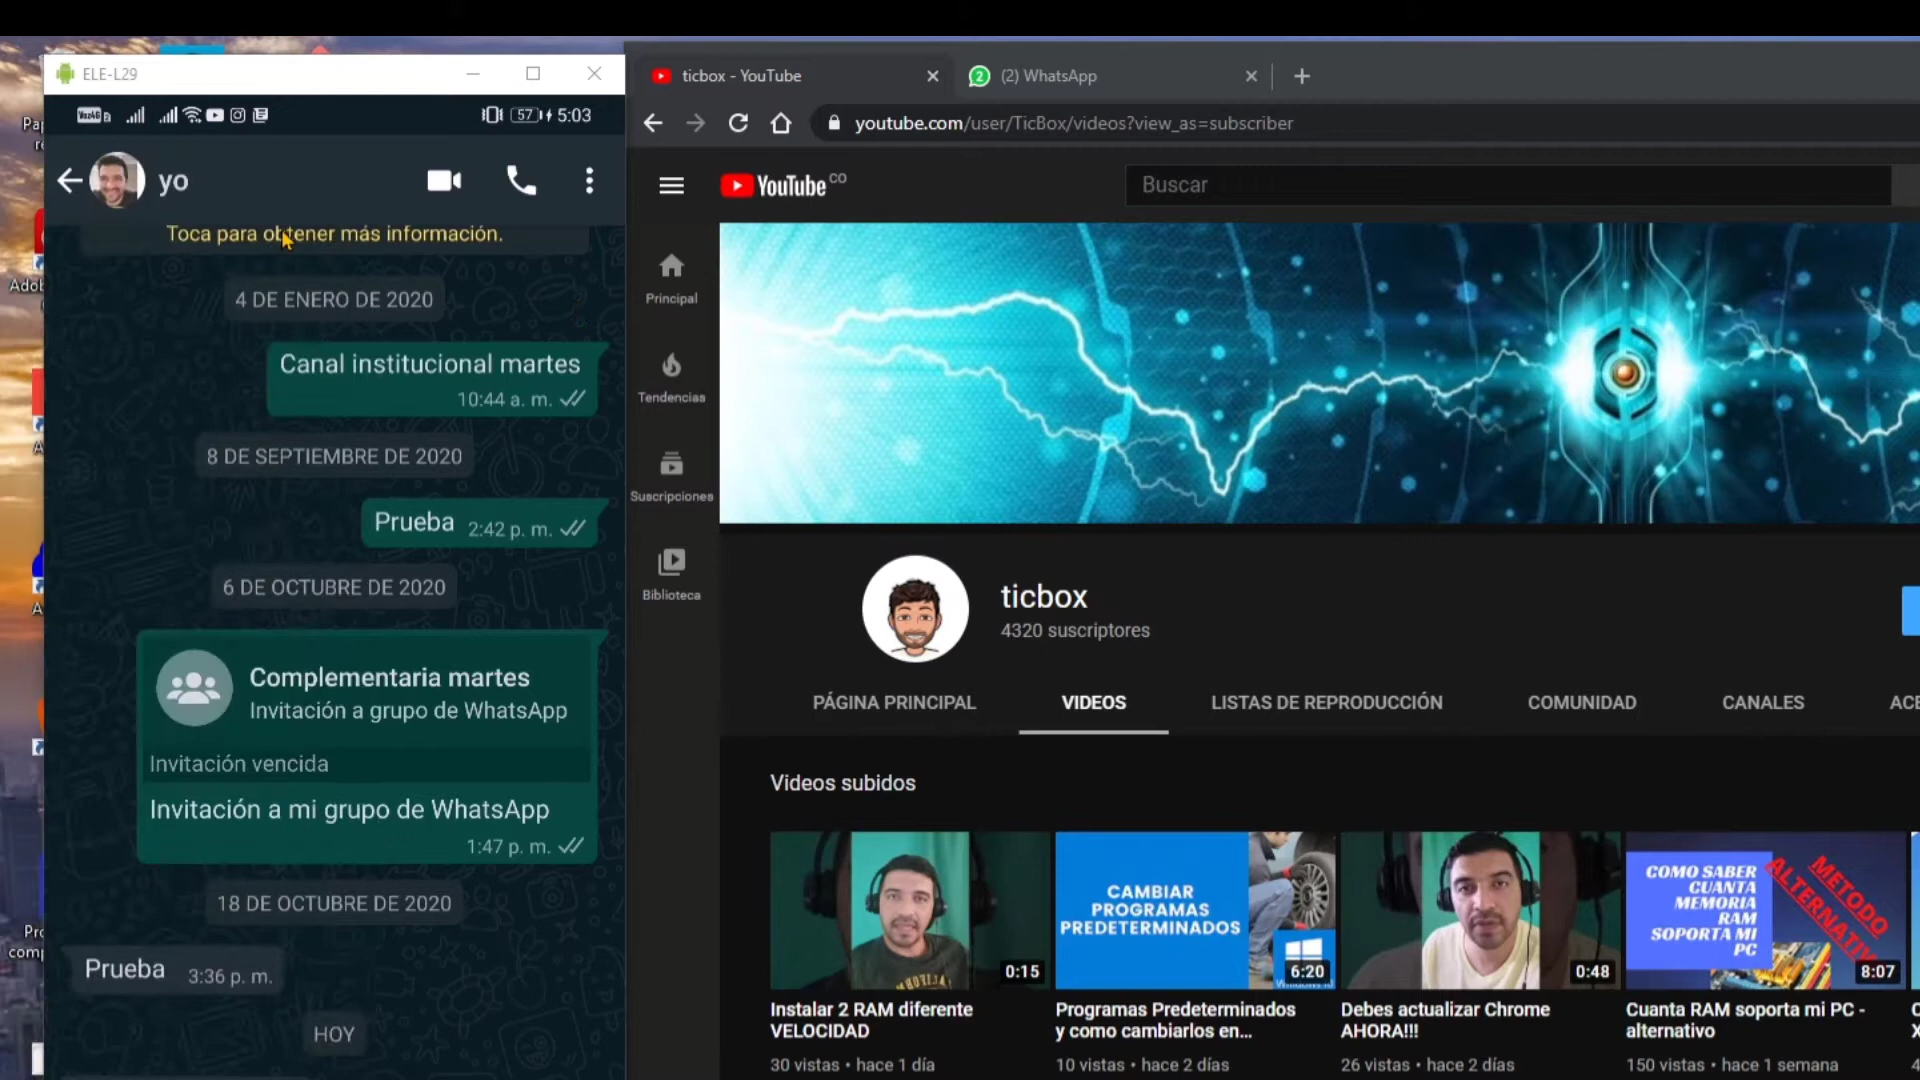 ELE-L29
57
5:03
yo
Toca para obtener más información.
4 DE ENERO DE 2020
Canal institucional martes
10:44 a. m.
8 DE SEPTIEMBRE DE 2020
Prueba 2:42 p. m.
6 DE OCTUBRE DE 2020
Complementaria martes
Invitación a grupo de WhatsApp
Invitación vencida
Invitación a mi grupo de WhatsApp
1:47 p. m.
18 DE OCTUBRE DE 2020
Prueba 3:36 p. m.
HOY
ticbox - YouTube
2 (2) WhatsApp
youtube.com/user/TicBox/videos?view_as=subscriber
YouTube CO
Buscar
Principal
Tendencias
Suscripciones
Biblioteca
ticbox
4320 suscriptores
PÁGINA PRINCIPAL
VIDEOS
LISTAS DE REPRODUCCIÓN
COMUNIDAD
CANALES
Videos subidos
0:15
Instalar 2 RAM diferente
VELOCIDAD
30 vistas • hace 1 día
CAMBIAR
PROGRAMAS
PREDETERMINADOS
6:20
Programas Predeterminados
y como cambiarlos en...
10 vistas • hace 2 días
0:48
Debes actualizar Chrome
AHORA!!!
26 vistas • hace 2 días
COMO SABER
CUANTA
MEMORIA
RAM
SOPORTA MI
PC
METODO
8:07
Cuanta RAM soporta mi PC -
alternativo
150 vistas • hace 1 semana